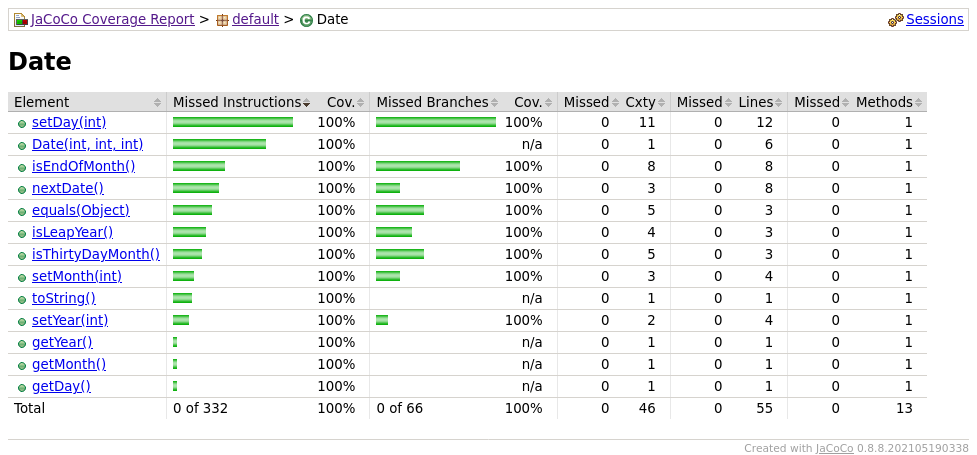 JaCoCo Coverage Report > default > Date Sessions
Date
Element Missed Instructions Cov. Missed Branches Cov. Missed Cxty Missed Lines Missed Methods
setDay(int) 100% 100% 0 11 0 12 0 1
Date(int, int, int) 100% n/a 0 1 0 6 0 1
isEndOfMonth() 100% 100% 0 8 0 8 0 1
nextDate() 100% 100% 0 3 0 8 0 1
equals(Object) 100% 100% 0 5 0 3 0 1
isLeapYear() 100% 100% 0 4 0 3 0 1
isThirtyDayMonth() 100% 100% 0 5 0 3 0 1
setMonth(int) 100% 100% 0 3 0 4 0 1
toString() 100% n/a 0 1 0 1 0 1
setYear(int) 100% 100% 0 2 0 4 0 1
getYear() 100% n/a 0 1 0 1 0 1
getMonth() 100% n/a 0 1 0 1 0 1
getDay() 100% n/a 0 1 0 1 0 1
Total 0 of 332 100% 0 of 66 100% 0 46 0 55 0 13
Created with JaCoCo 0.8.8.202105190338